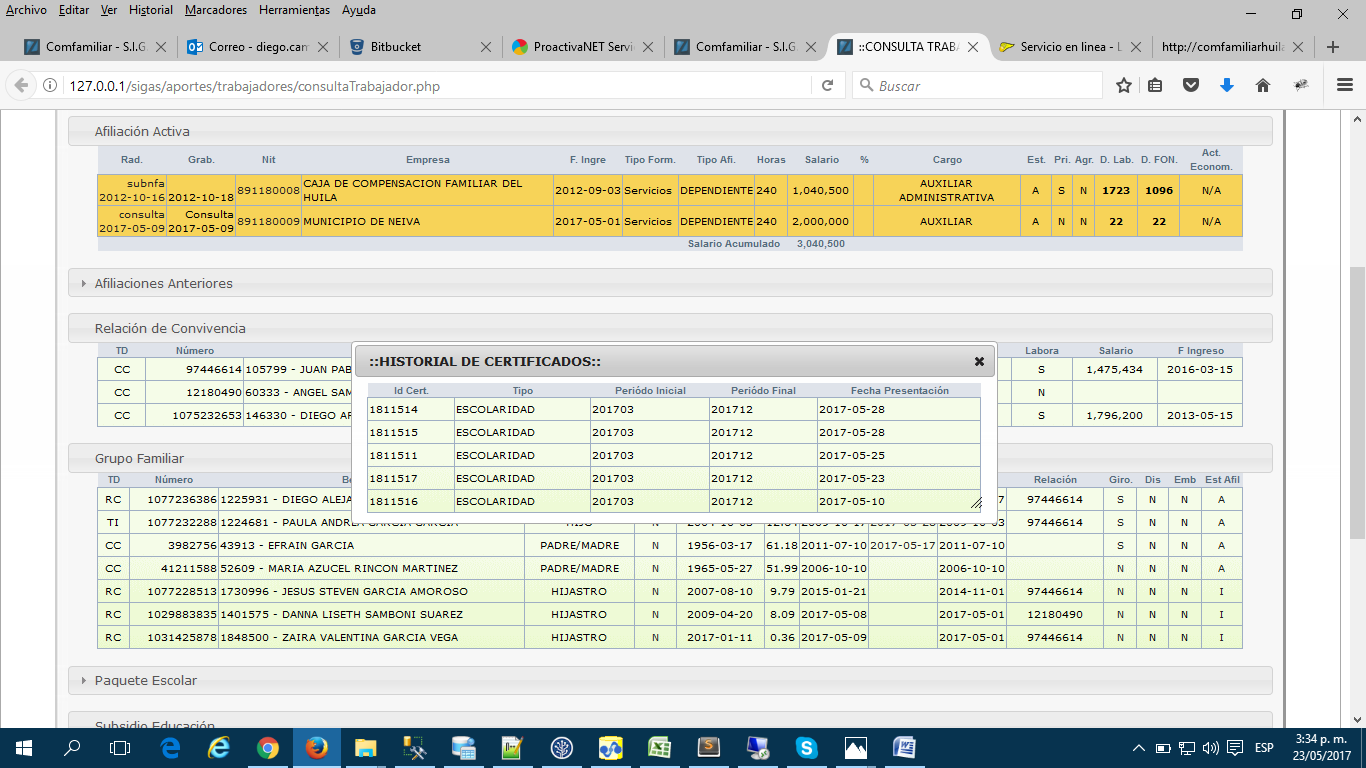 Archivo Editar Ver Historial Marcadores Herramientas Ayuda
Comfamiliar - S.I.G Correo - diego.can Bitbucket ProactivaNET Servi Comfamiliar - S.I.G ::CONSULTA TRABA Servicio en linea - L http://comfamiliarhuila
127.0.0.1/sigas/aportes/trabajadores/consultaTrabajador.php Buscar
Afiliación Activa
Rad. Grab. Nit Empresa F. Ingre Tipo Form. Tipo Afi. Horas Salario % Cargo Est. Pri. Agr. D. Lab. D. FON. Act. Econom.
subnfa 2012-10-16 2012-10-18 891180008 CAJA DE COMPENSACION FAMILIAR DEL HUILA 2012-09-03 Servicios DEPENDIENTE 240 1,040,500 AUXILIAR ADMINISTRATIVA A S N 1723 1096 N/A
consulta 2017-05-09 Consulta 2017-05-09 891180009 MUNICIPIO DE NEIVA 2017-05-01 Servicios DEPENDIENTE 240 2,000,000 AUXILIAR A N N 22 22 N/A
Salario Acumulado 3,040,500
Afiliaciones Anteriores
Relación de Convivencia
TD Número Labora Salario F Ingreso
CC 97446614 105799 - JUAN PAB S 1,475,434 2016-03-15
CC 12180490 60333 - ANGEL SAM N
CC 1075232653 146330 - DIEGO AF S 1,796,200 2013-05-15
::HISTORIAL DE CERTIFICADOS::
Id Cert. Tipo Periódo Inicial Periódo Final Fecha Presentación
1811514 ESCOLARIDAD 201703 201712 2017-05-28
1811515 ESCOLARIDAD 201703 201712 2017-05-28
1811511 ESCOLARIDAD 201703 201712 2017-05-25
1811517 ESCOLARIDAD 201703 201712 2017-05-23
1811516 ESCOLARIDAD 201703 201712 2017-05-10
Grupo Familiar
TD Número Be Relación Giro. Dis Emb Est Afil
RC 1077236386 1225931 - DIEGO ALEJA 7 97446614 S N N A
TI 1077232288 1224681 - PAULA ANDREA GARCIA GARCIA HIJO N 97446614 S N N A
CC 3982756 43913 - EFRAIN GARCIA PADRE/MADRE N 1956-03-17 61.18 2011-07-10 2017-05-17 2011-07-10 S N N A
CC 41211588 52609 - MARIA AZUCEL RINCON MARTINEZ PADRE/MADRE N 1965-05-27 51.99 2006-10-10 2006-10-10 N N N A
RC 1077228513 1730996 - JESUS STEVEN GARCIA AMOROSO HIJASTRO N 2007-08-10 9.79 2015-01-21 2014-11-01 97446614 N N N I
RC 1029883835 1401575 - DANNA LISETH SAMBONI SUAREZ HIJASTRO N 2009-04-20 8.09 2017-05-08 2017-05-01 12180490 N N N I
RC 1031425878 1848500 - ZAIRA VALENTINA GARCIA VEGA HIJASTRO N 2017-01-11 0.36 2017-05-09 2017-05-01 97446614 N N N I
Paquete Escolar
Subsidio Educación
ESP 3:34 p. m.
23/05/2017